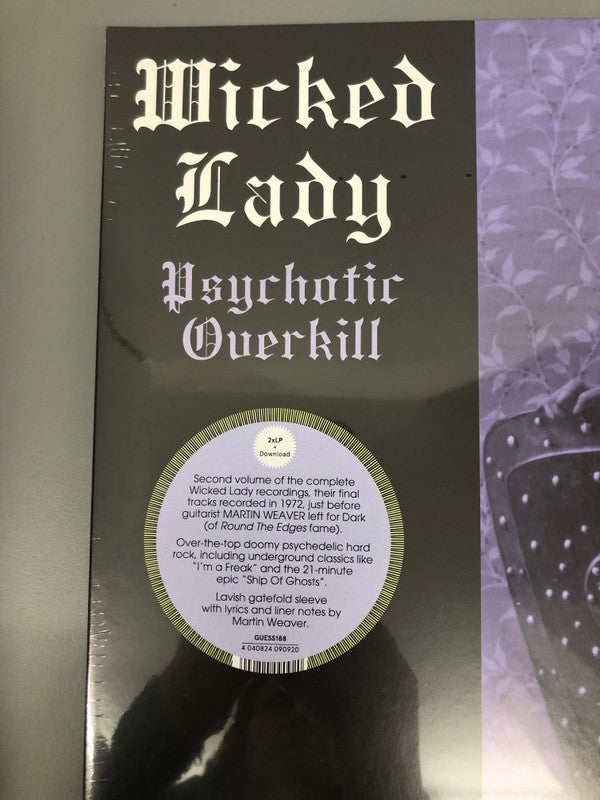 Wicked
Lady
Psychotic
Overkill
2xLP
+
Download
Second volume of the complete
Wicked Lady recordings, their final
tracks recorded in 1972, just before
guitarist MARTIN WEAVER left for Dark
(of Round The Edges fame).
Over-the-top doomy psychedelic hard
rock, including underground classics like
"I'm a Freak" and the 21-minute
epic "Ship Of Ghosts".
Lavish gatefold sleeve
with lyrics and liner notes by
Martin Weaver.
GUESS188
4 040824 090920